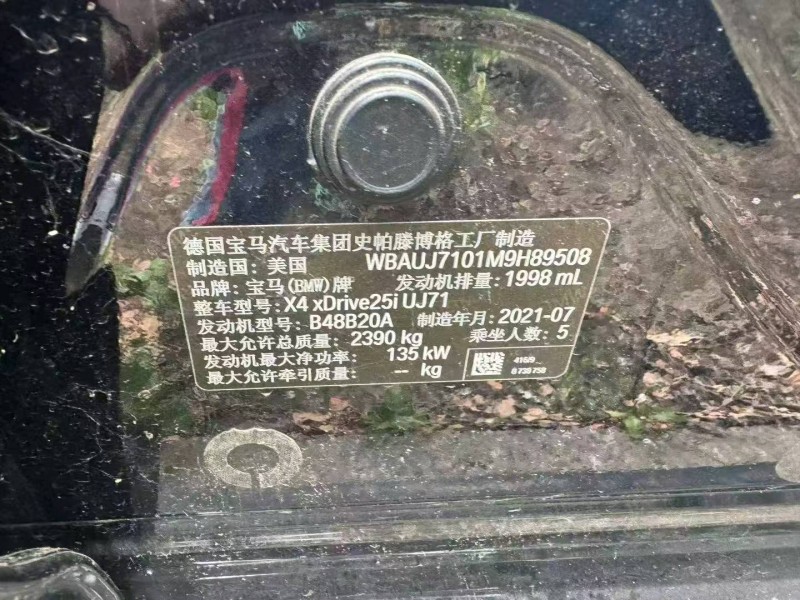 德国宝马汽车集团史帕滕博格工厂制造
制造国：美国 WBAUJ7101M9H89508
品牌：宝马(BMW)牌 发动机排量：1998 mL
整车型号：X4 xDrive25i UJ71
发动机型号：B48B20A 制造年月：2021-07
最大允许总质量：2390 kg 乘坐人数：5
发动机最大净功率：135 kW
最大允许牵引质量：-- kg
0738750